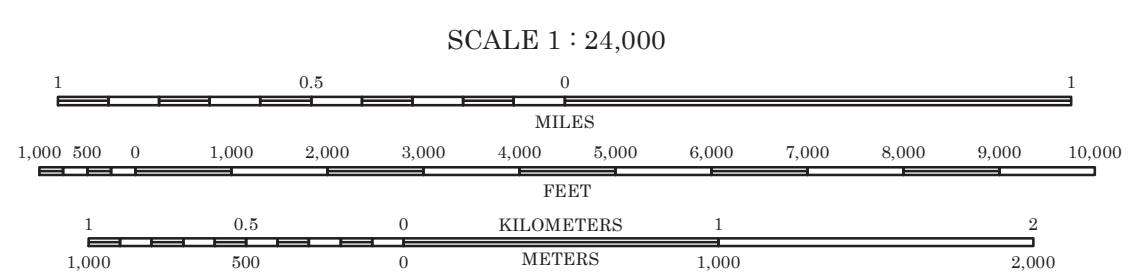 SCALE 1 : 24,000
1 0.5 0 1
MILES
1,000 500 0 1,000 2,000 3,000 4,000 5,000 6,000 7,000 8,000 9,000 10,000
FEET
1 0.5 0 KILOMETERS 1 2
1,000 500 0 METERS 1,000 2,000